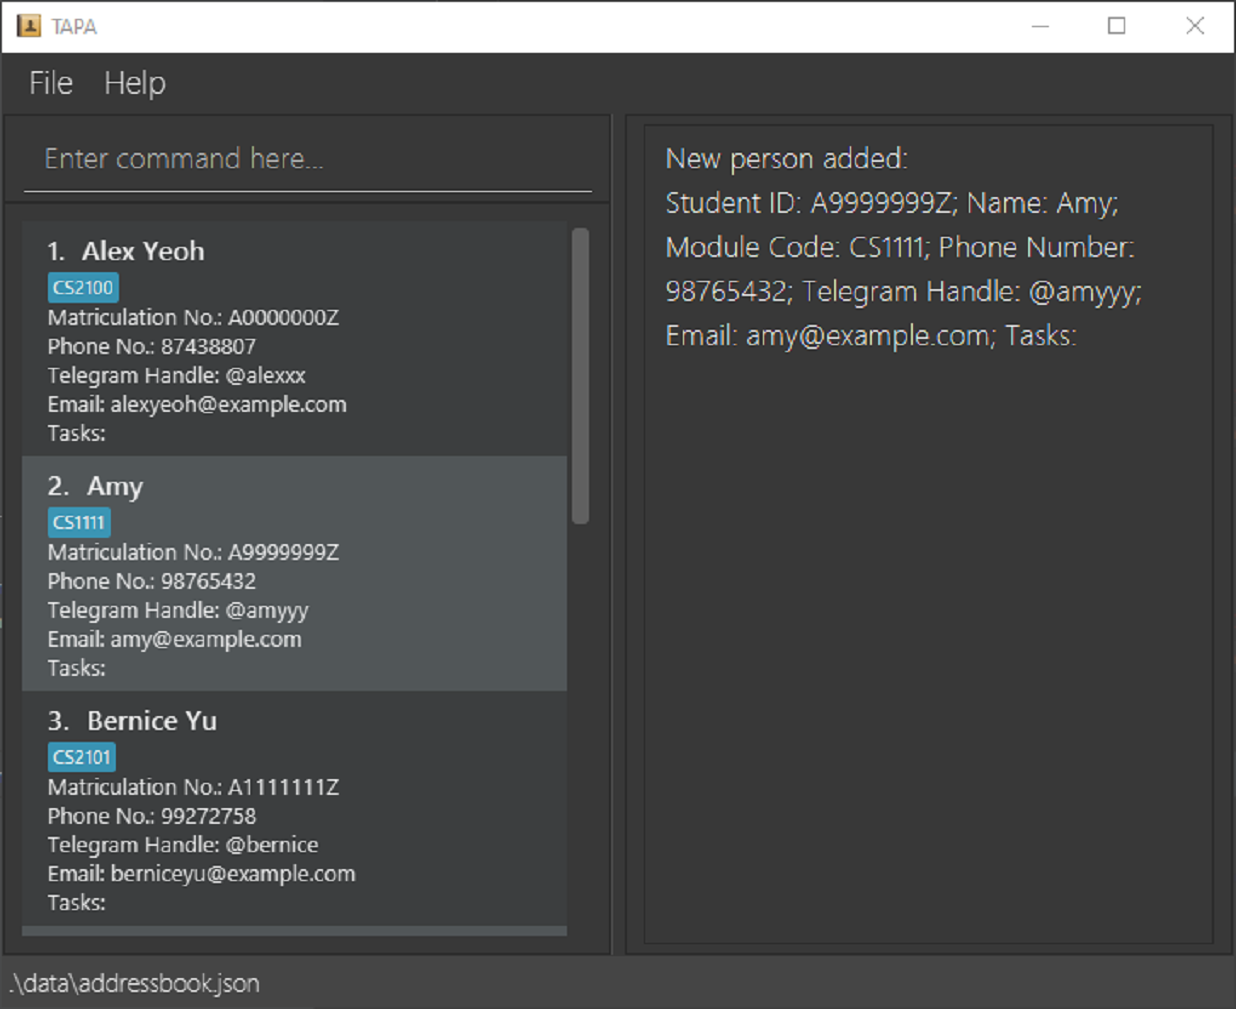 TAPA
File Help
Enter command here...
1. Alex Yeoh
CS2100
Matriculation No.: A0000000Z
Phone No.: 87438807
Telegram Handle: @alexxx
Email: alexyeoh@example.com
Tasks:
2. Amy
CS1111
Matriculation No.: A9999999Z
Phone No.: 98765432
Telegram Handle: @amyyy
Email: amy@example.com
Tasks:
3. Bernice Yu
CS2101
Matriculation No.: A1111111Z
Phone No.: 99272758
Telegram Handle: @bernice
Email: berniceyu@example.com
Tasks:
New person added:
Student ID: A9999999Z; Name: Amy;
Module Code: CS1111; Phone Number:
98765432; Telegram Handle: @amyyy;
Email: amy@example.com; Tasks:
.\data\addressbook.json